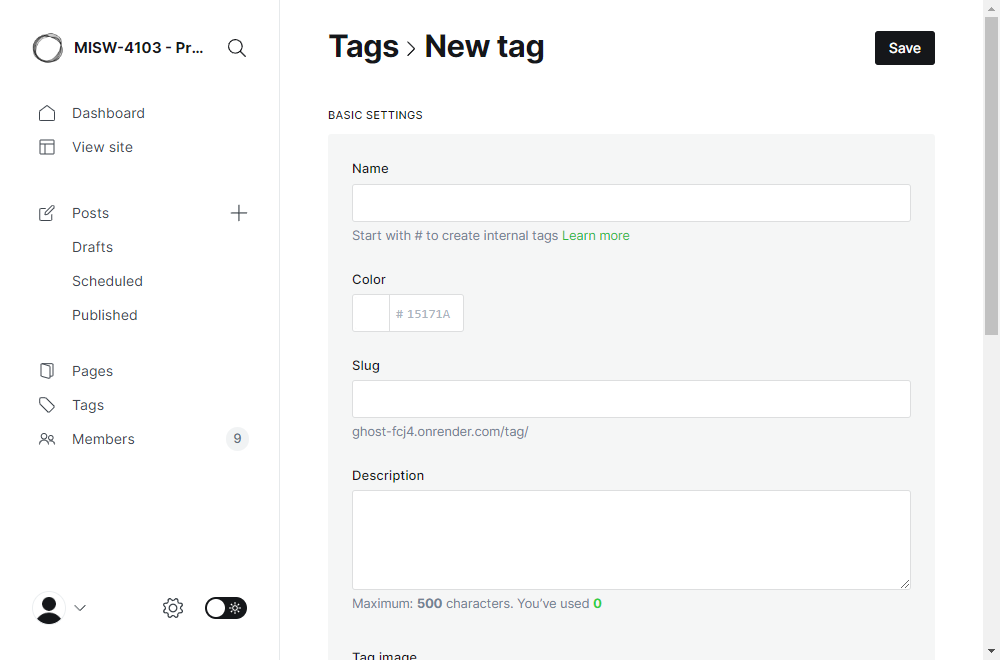 MISW-4103 - Pr...
Dashboard
View site
Posts
Drafts
Scheduled
Published
Pages
Tags
Members
9
Tags > New tag
Save
BASIC SETTINGS
Name
Start with # to create internal tags Learn more
Color
# 15171A
Slug
ghost-fcj4.onrender.com/tag/
Description
Maximum: 500 characters. You’ve used 0
Tag image